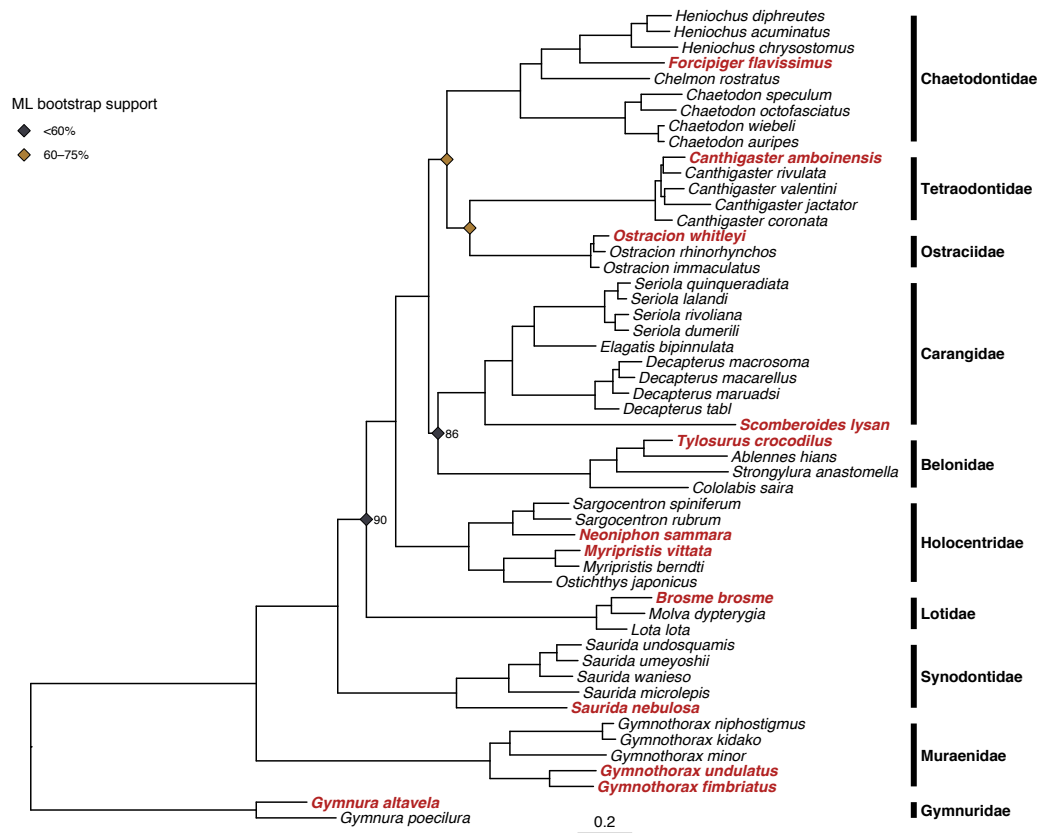 ML bootstrap support
<60%
60–75%
Heniochus diphreutes
Heniochus acuminatus
Heniochus chrysostomus
Forcipiger flavissimus
Chelmon rostratus
Chaetodon speculum
Chaetodon octofasciatus
Chaetodon wiebeli
Chaetodon auripes
Chaetodontidae
Canthigaster amboinensis
Canthigaster rivulata
Canthigaster valentini
Canthigaster jactator
Canthigaster coronata
Tetraodontidae
Ostracion whitleyi
Ostracion rhinorhynchos
Ostracion immaculatus
Ostraciidae
Seriola quinqueradiata
Seriola lalandi
Seriola rivoliana
Seriola dumerili
Elagatis bipinnulata
Decapterus macrosoma
Decapterus macarellus
Decapterus maruadsi
Decapterus tabl
Scomberoides lysan
Carangidae
86
Tylosurus crocodilus
Ablennes hians
Strongylura anastomella
Cololabis saira
Belonidae
Sargocentron spiniferum
Sargocentron rubrum
Neoniphon sammara
Myripristis vittata
Myripristis berndti
Ostichthys japonicus
Holocentridae
90
Brosme brosme
Molva dypterygia
Lota lota
Lotidae
Saurida undosquamis
Saurida umeyoshii
Saurida wanieso
Saurida microlepis
Saurida nebulosa
Synodontidae
Gymnothorax niphostigmus
Gymnothorax kidako
Gymnothorax minor
Gymnothorax undulatus
Gymnothorax fimbriatus
Muraenidae
Gymnura altavela
Gymnura poecilura
Gymnuridae
0.2